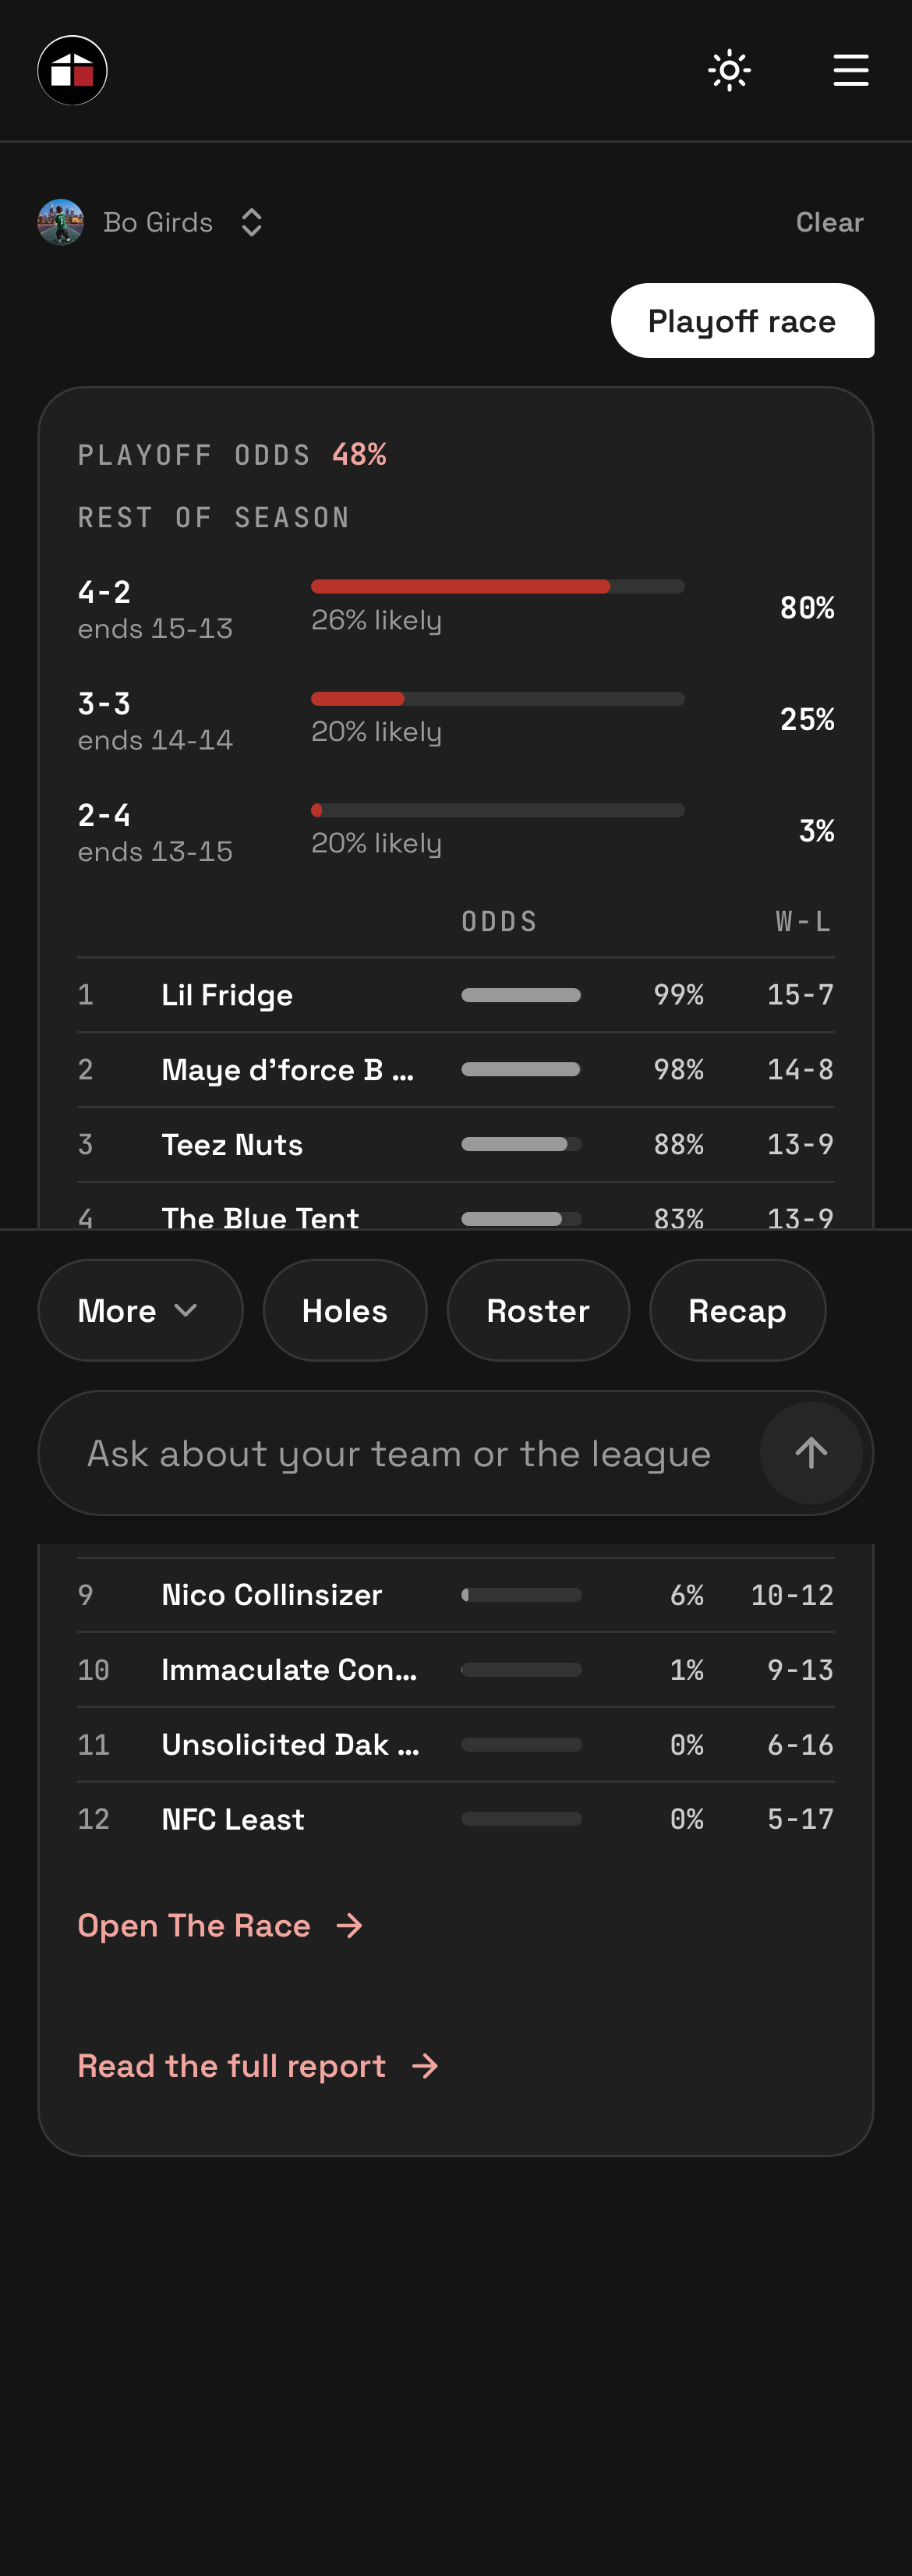 Bo Girds
Clear
Playoff race
PLAYOFF ODDS 48%
REST OF SEASON
4-2
ends 15-13
26% likely
80%
3-3
ends 14-14
20% likely
25%
2-4
ends 13-15
20% likely
3%
ODDS W-L
1 Lil Fridge 99% 15-7
2 Maye d’force B ... 98% 14-8
3 Teez Nuts 88% 13-9
4 The Blue Tent 83% 13-9
More Holes Roster Recap
Ask about your team or the league
9 Nico Collinsizer 6% 10-12
10 Immaculate Con... 1% 9-13
11 Unsolicited Dak ... 0% 6-16
12 NFC Least 0% 5-17
Open The Race →
Read the full report →